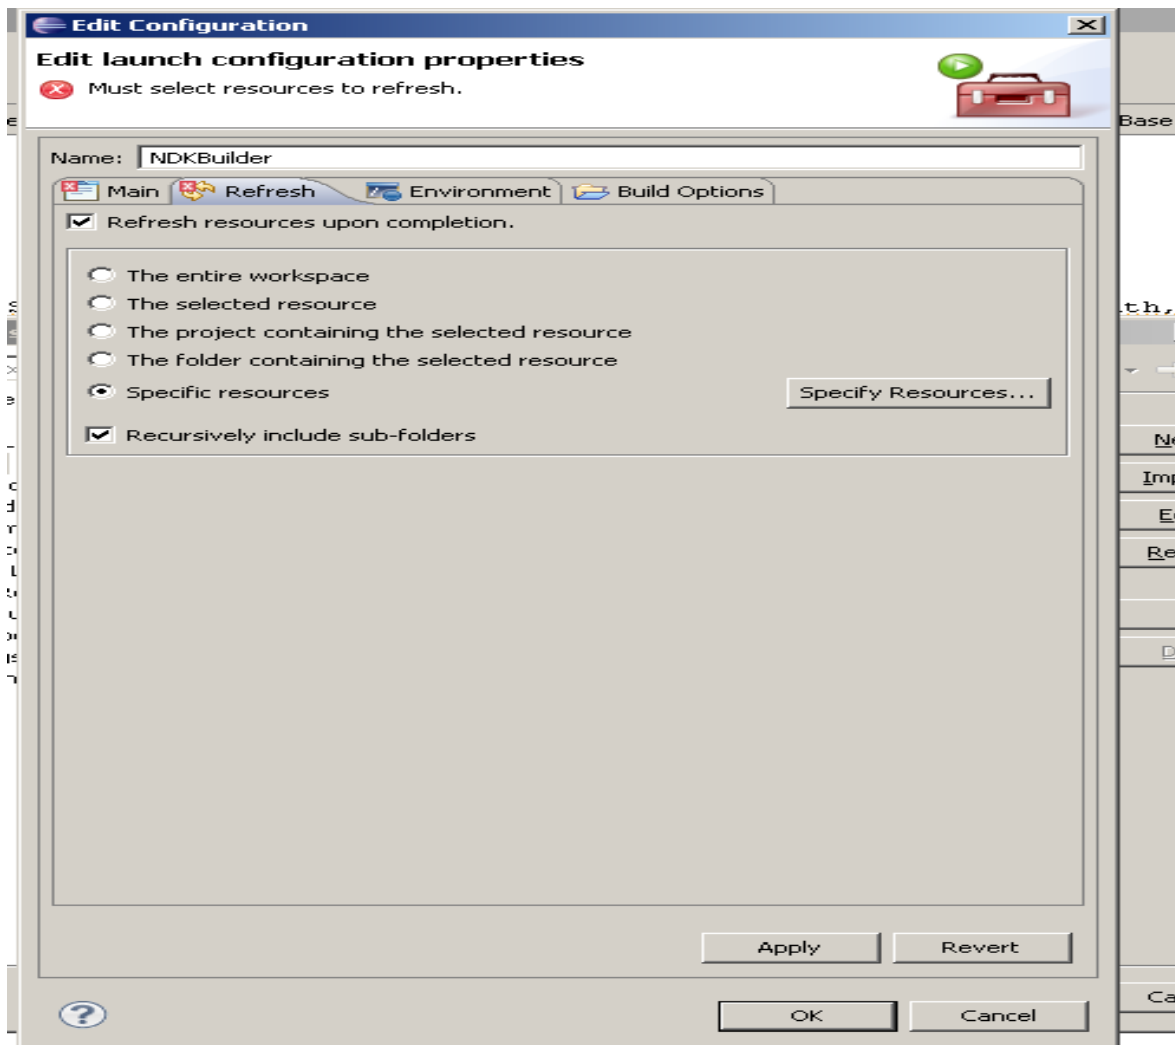 Edit Configuration
Edit launch configuration properties
Must select resources to refresh.
Base
Name: NDKBuilder
Main Refresh Environment Build Options
Refresh resources upon completion.
The entire workspace
The selected resource
th,
The project containing the selected resource
The folder containing the selected resource
Specific resources Specify Resources...
Recursively include sub-folders
Apply Revert
OK Cancel